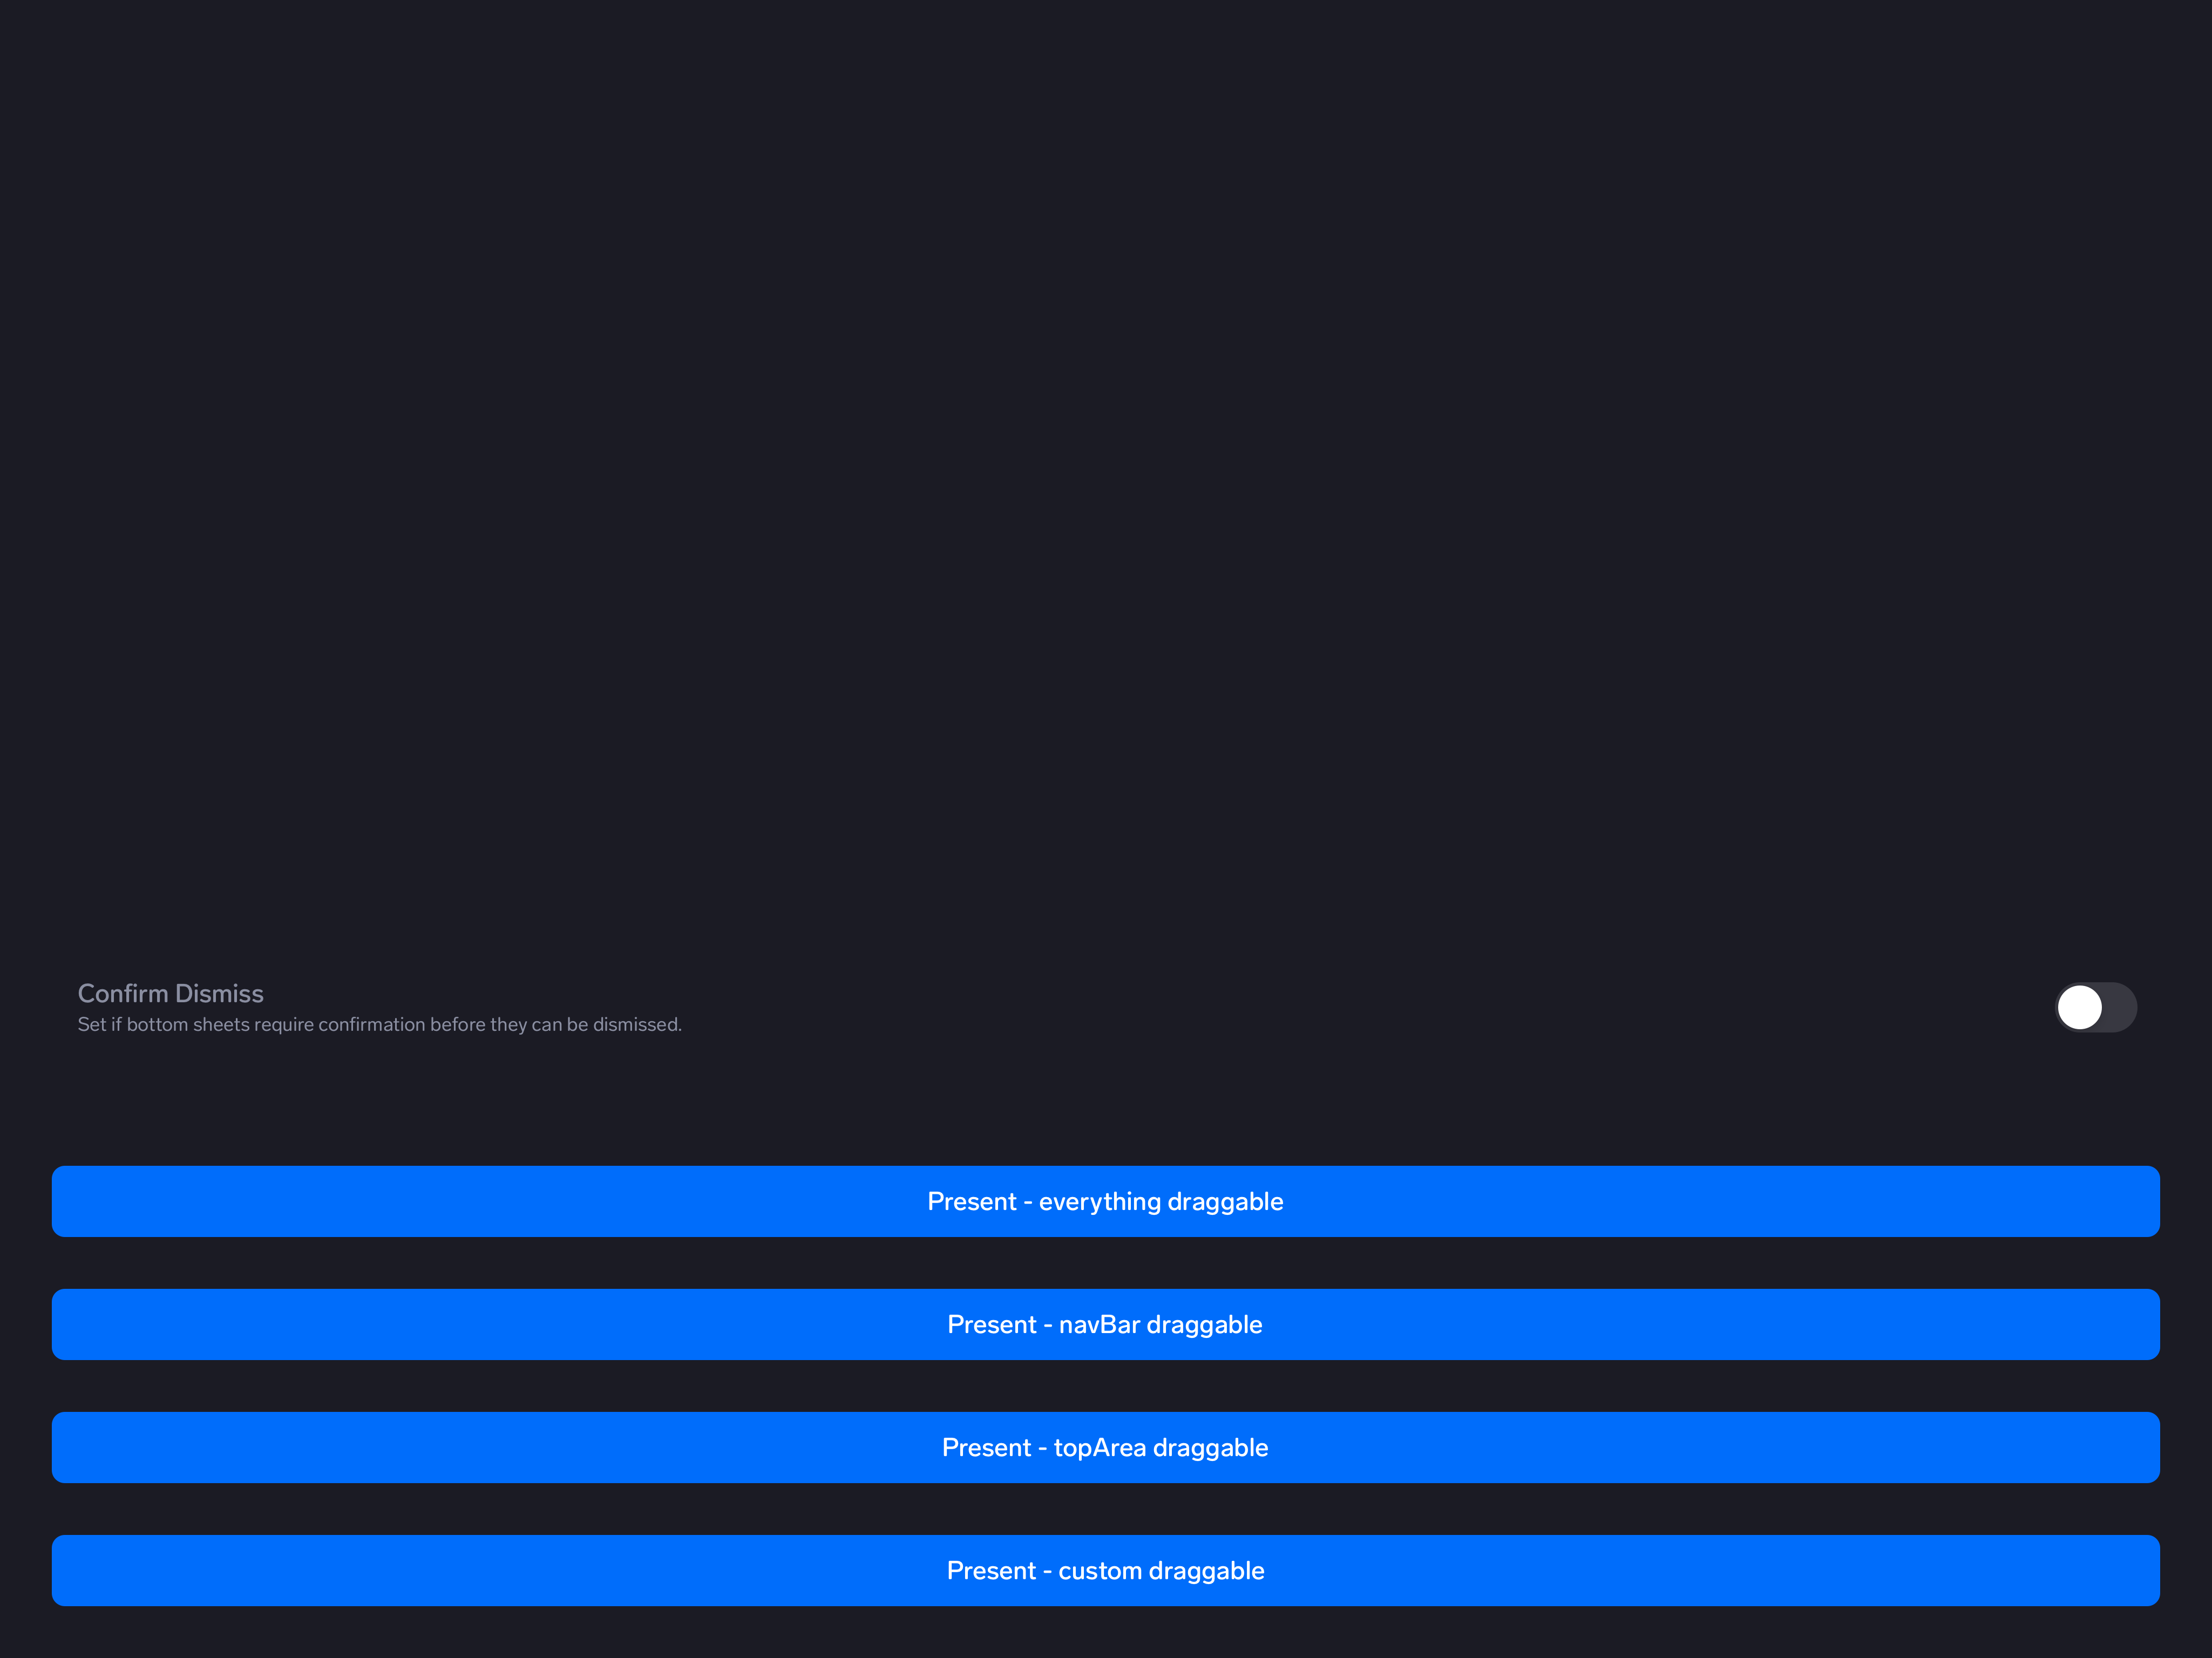 Confirm Dismiss
Set if bottom sheets require confirmation before they can be dismissed.
Present - everything draggable
Present - navBar draggable
Present - topArea draggable
Present - custom draggable